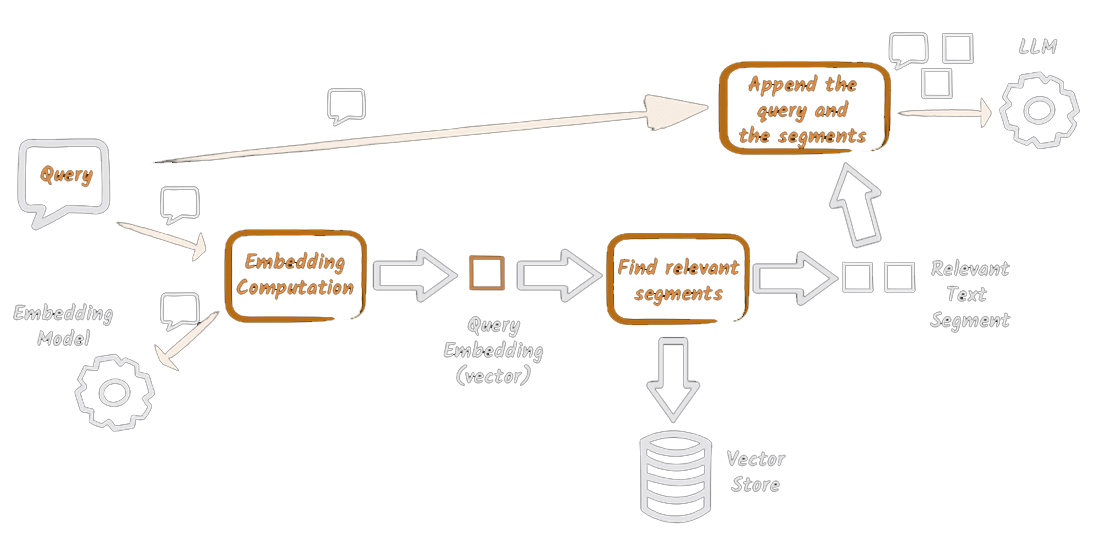 LLM
Append the
query and
the segments
Query
Embedding
Computation
Find relevant
segments
Relevant
Text
Segment
Embedding
Model
Query
Embedding
(vector)
Vector
Store